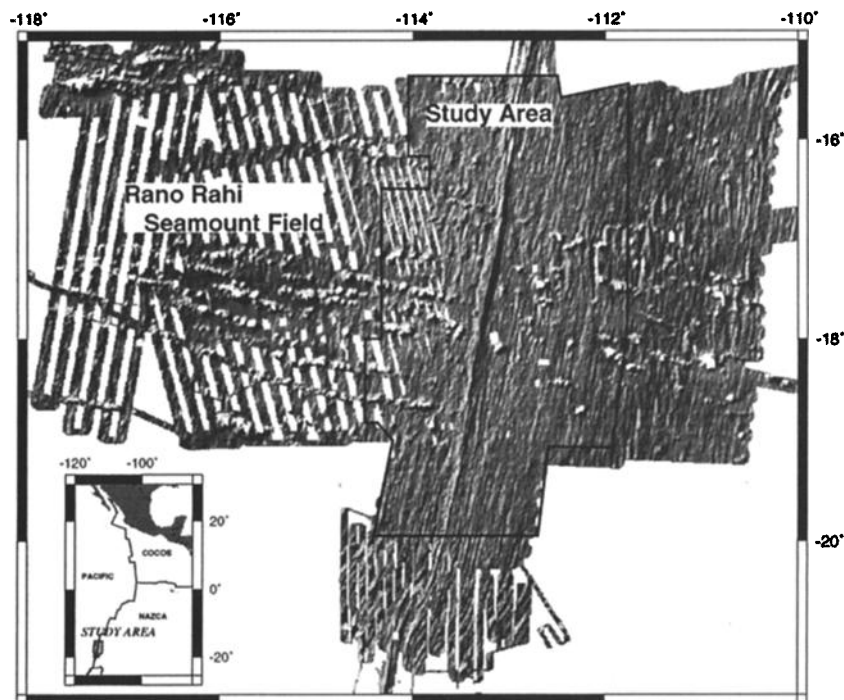 -118° -116° -114° -112° -110°
Study Area
-16°
Rano Rahi
Seamount Field
-18°
-120° -100°
20°
COCOS
-20°
PACIFIC
0°
NAZCA
STUDY AREA
-20°